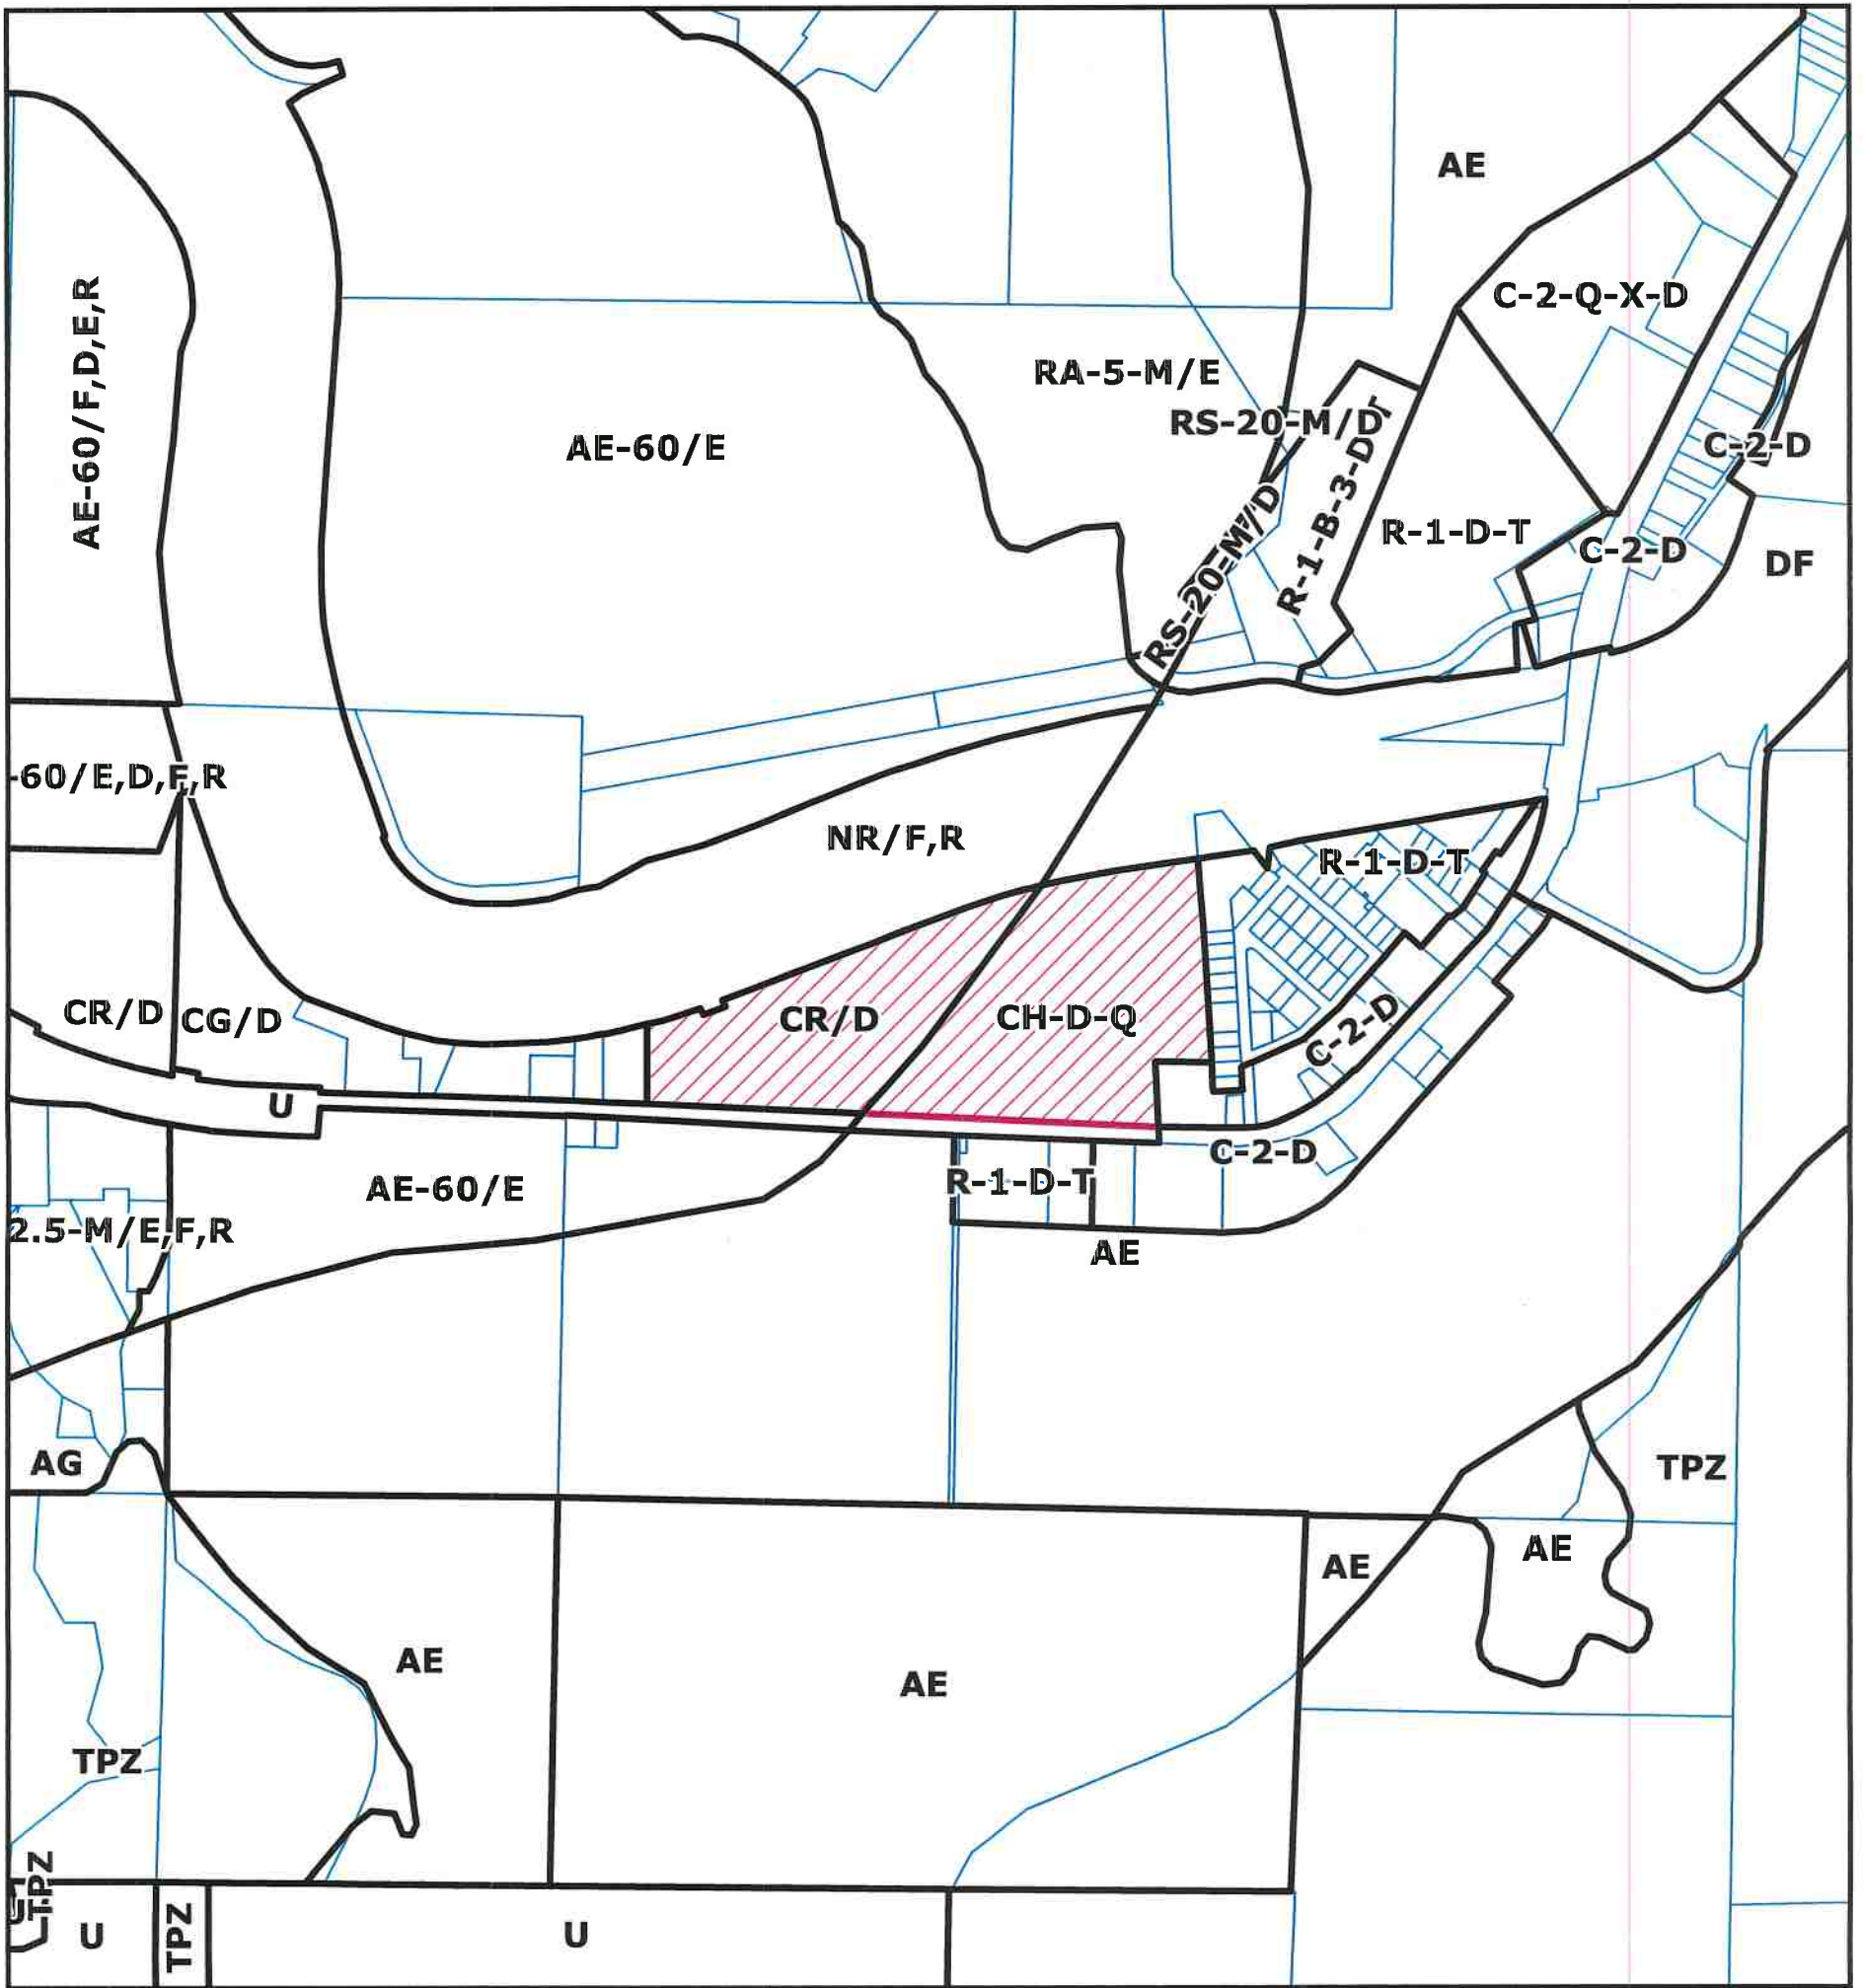 AE
C-2-Q-X-D
AE-60/F,D,E,R
RA-5-M/E
RS-20-M/D
AE-60/E
C-2-D
R-1-B-3-D-T
R-1-D-T
C-2-D
DF
RS-20-M/D
-60/E,D,F,R
NR/F,R
R-1-D-T
CR/D
CG/D
CR/D
CH-D-Q
C-2-D
U
C-2-D
R-1-D-T
AE-60/E
2.5-M/E,F,R
AE
AG
TPZ
AE
AE
AE
AE
TPZ
TPZ
U
TPZ
U